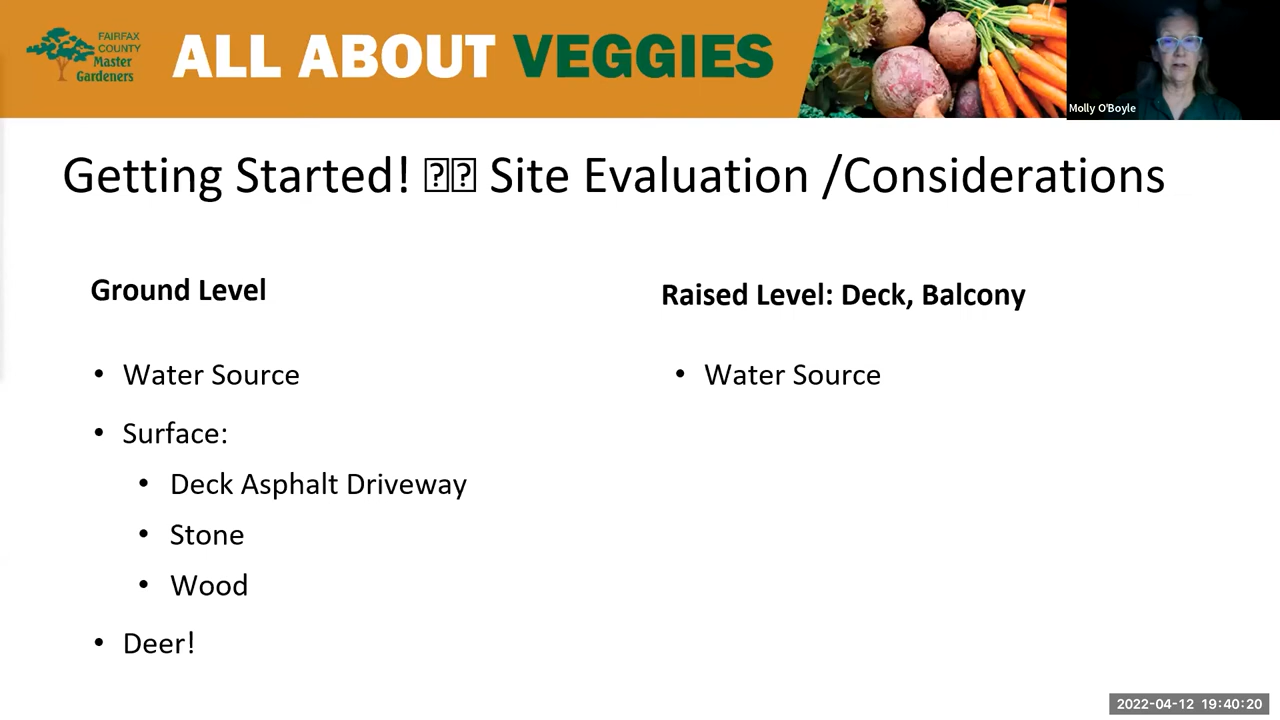 FAIRFAX
COUNTY
Master
Gardeners
ALL ABOUT VEGGIES
Molly O'Boyle
Getting Started! ⍰⍰ Site Evaluation /Considerations
Ground Level
• Water Source
• Surface:
• Deck Asphalt Driveway
• Stone
• Wood
• Deer!
Raised Level: Deck, Balcony
• Water Source
2022-04-12 19:40:20